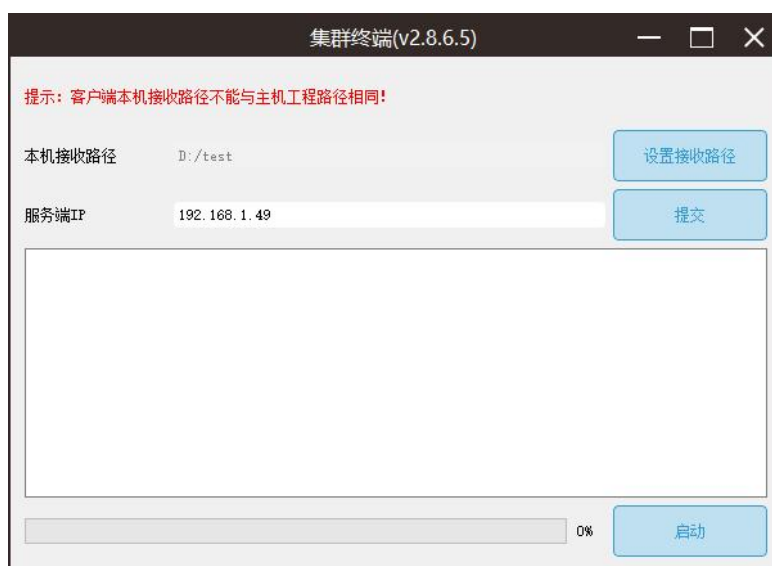 集群终端(v2.8.6.5)
提示：客户端本机接收路径不能与主机工程路径相同!
本机接收路径 D:/test 设置接收路径
服务端IP 192.168.1.49 提交
0% 启动